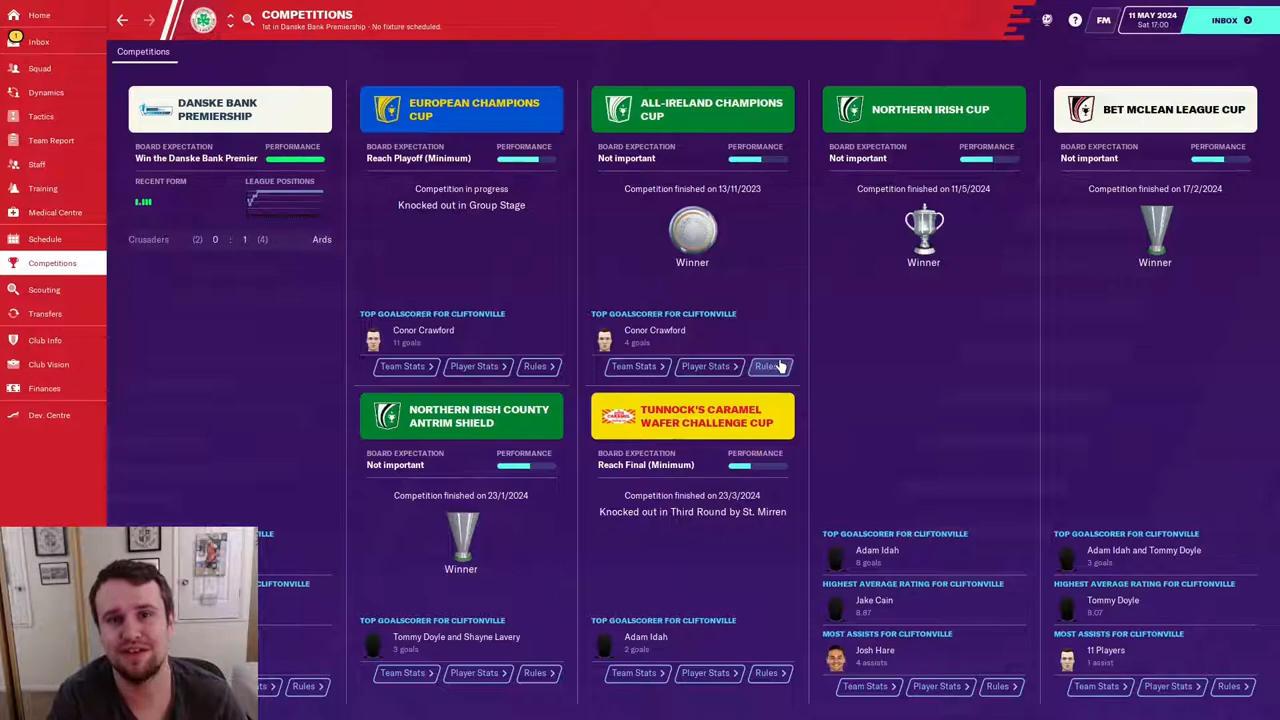 Home
1
Inbox
Squad
Dynamics
Tactics
Team Report
Staff
Training
Medical Centre
Schedule
Competitions
Scouting
Transfers
Club Info
Club Vision
Finances
Dev. Centre
COMPETITIONS
1st in Danske Bank Premiership - No fixture scheduled.
?
FM
11 MAY 2024
Sat 17:00
INBOX
Competitions
DANSKE BANK
PREMIERSHIP
BOARD EXPECTATION
PERFORMANCE
Win the Danske Bank Premier
RECENT FORM
LEAGUE POSITIONS
Crusaders (2) 0 : 1 (4) Ards
Rules
EUROPEAN CHAMPIONS
CUP
BOARD EXPECTATION
PERFORMANCE
Reach Playoff (Minimum)
Competition in progress
Knocked out in Group Stage
TOP GOALSCORER FOR CLIFTONVILLE
Conor Crawford
11 goals
Team Stats
Player Stats
Rules
ALL-IRELAND CHAMPIONS
CUP
BOARD EXPECTATION
PERFORMANCE
Not important
Competition finished on 13/11/2023
Winner
TOP GOALSCORER FOR CLIFTONVILLE
Conor Crawford
4 goals
Team Stats
Player Stats
Rules
NORTHERN IRISH CUP
BOARD EXPECTATION
PERFORMANCE
Not important
Competition finished on 11/5/2024
Winner
TOP GOALSCORER FOR CLIFTONVILLE
Adam Idah
8 goals
HIGHEST AVERAGE RATING FOR CLIFTONVILLE
Jake Cain
8.87
MOST ASSISTS FOR CLIFTONVILLE
Josh Hare
4 assists
Team Stats
Player Stats
Rules
BET MCLEAN LEAGUE CUP
BOARD EXPECTATION
PERFORMANCE
Not important
Competition finished on 17/2/2024
Winner
TOP GOALSCORER FOR CLIFTONVILLE
Adam Idah and Tommy Doyle
3 goals
HIGHEST AVERAGE RATING FOR CLIFTONVILLE
Tommy Doyle
8.07
MOST ASSISTS FOR CLIFTONVILLE
11 Players
1 assist
Team Stats
Player Stats
Rules
NORTHERN IRISH COUNTY
ANTRIM SHIELD
BOARD EXPECTATION
PERFORMANCE
Not important
Competition finished on 23/1/2024
Winner
TOP GOALSCORER FOR CLIFTONVILLE
Tommy Doyle and Shayne Lavery
3 goals
Team Stats
Player Stats
Rules
TUNNOCK'S CARAMEL
WAFER CHALLENGE CUP
BOARD EXPECTATION
PERFORMANCE
Reach Final (Minimum)
Competition finished on 23/3/2024
Knocked out in Third Round by St. Mirren
TOP GOALSCORER FOR CLIFTONVILLE
Adam Idah
2 goals
Team Stats
Player Stats
Rules